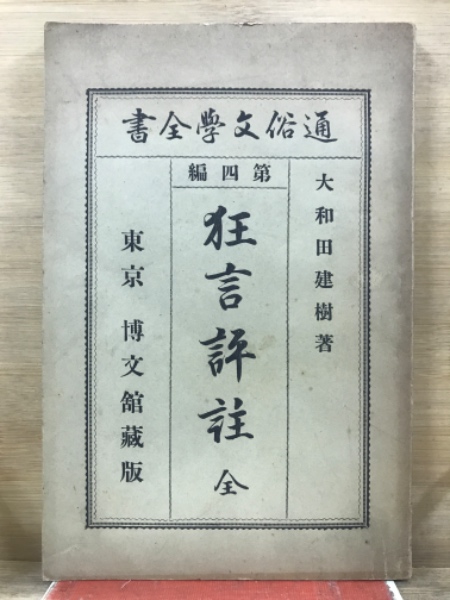 通俗文學全書
大和田建樹著
第四編
狂言評註 全
東京 博文館藏版